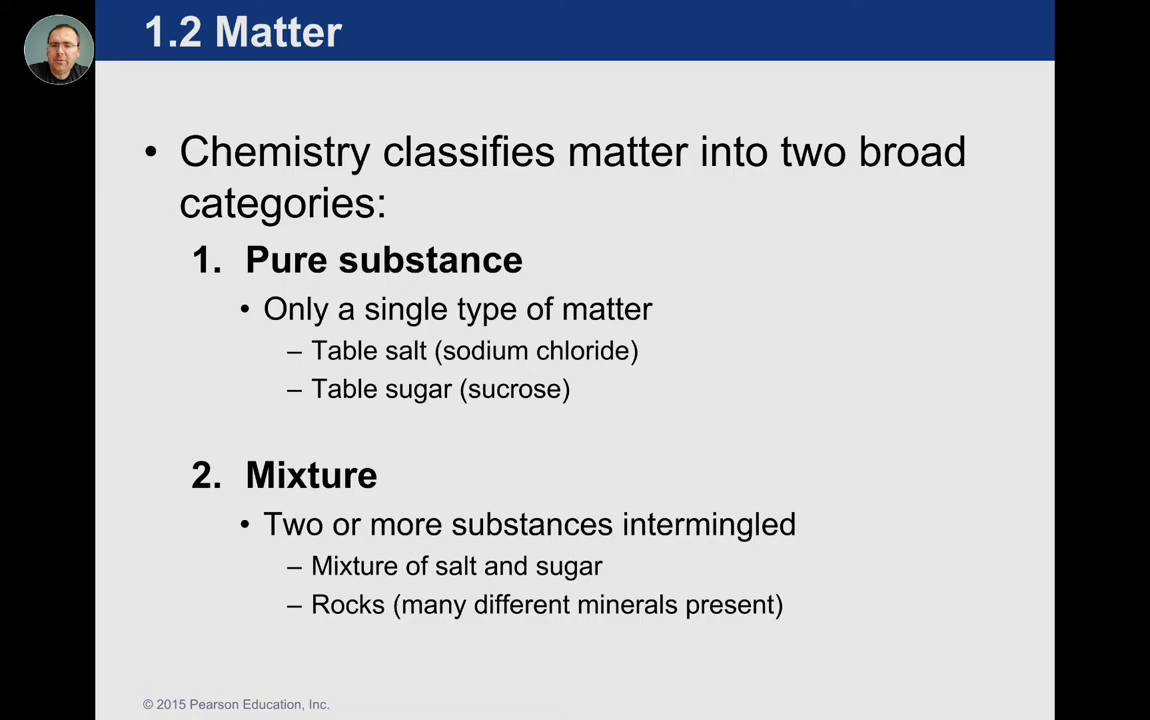 1.2 Matter
• Chemistry classifies matter into two broad
categories:
1. Pure substance
• Only a single type of matter
– Table salt (sodium chloride)
– Table sugar (sucrose)
2. Mixture
• Two or more substances intermingled
– Mixture of salt and sugar
– Rocks (many different minerals present)
© 2015 Pearson Education, Inc.